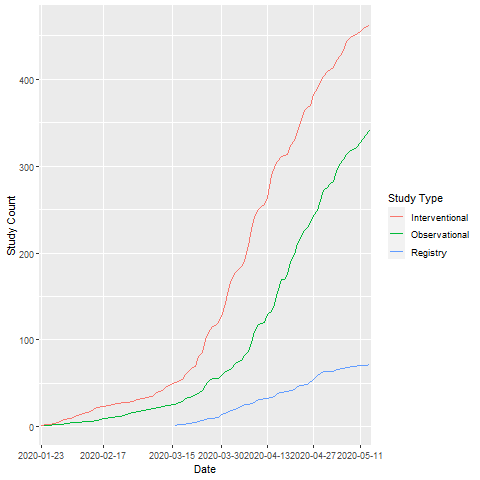 Study Count
400
300
200
100
0
2020-01-23 2020-02-17 2020-03-15 2020-03-30 2020-04-13 2020-04-27 2020-05-11
Date
Study Type
Interventional
Observational
Registry